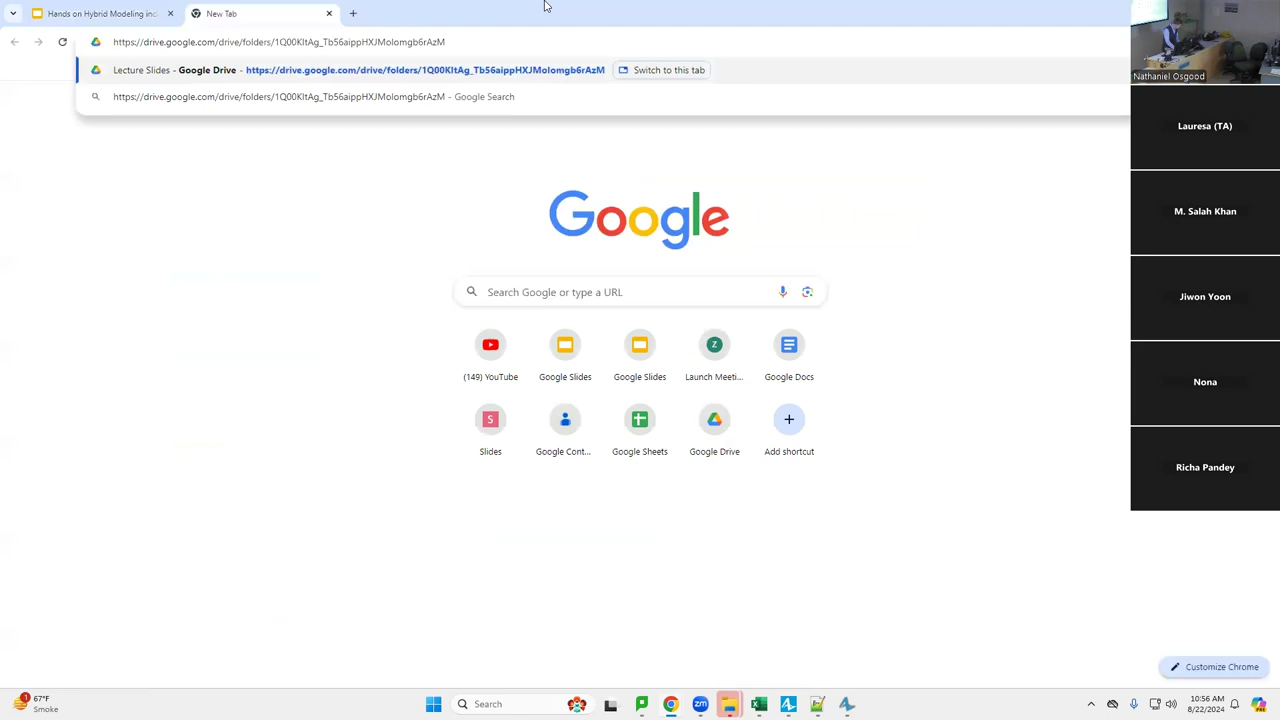 Hands on Hybrid Modeling inc
New Tab
https://drive.google.com/drive/folders/1Q00KltAg_Tb56aippHXJMolomgb6rAzM
Lecture Slides - Google Drive - https://drive.google.com/drive/folders/1Q00KltAg_Tb56aippHXJMolomgb6rAzM
Switch to this tab
https://drive.google.com/drive/folders/1Q00KltAg_Tb56aippHXJMolomgb6rAzM - Google Search
Nathaniel Osgood
Lauresa (TA)
M. Salah Khan
Jiwon Yoon
Nona
Richa Pandey
Google
Search Google or type a URL
(149) YouTube
Google Slides
Google Slides
Z
Launch Meeti...
Google Docs
S
Slides
Google Cont...
Google Sheets
Google Drive
Add shortcut
Customize Chrome
1
67°F
Smoke
Search
zm
10:56 AM
8/22/2024